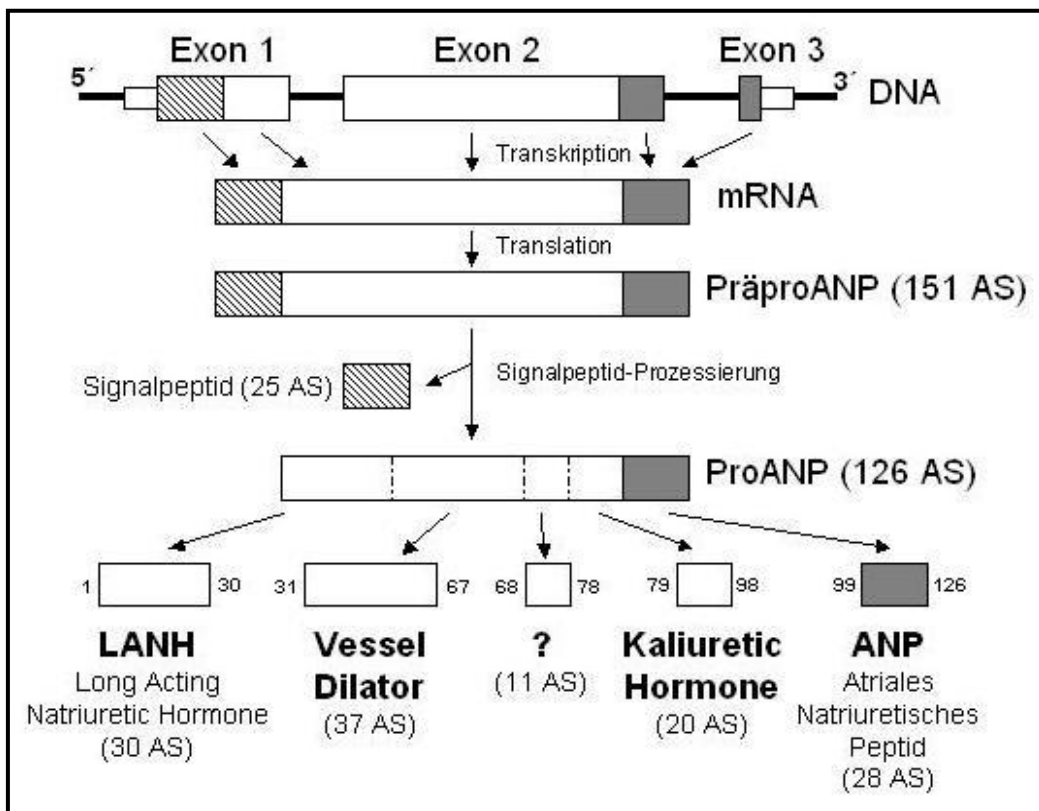 Exon 1 Exon 2 Exon 3
5´ 3´ DNA
Transkription
mRNA
Translation
PräproANP (151 AS)
Signalpeptid (25 AS) Signalpeptid-Prozessierung
ProANP (126 AS)
1 30 31 67 68 78 79 98 99 126
LANH
Long Acting
Natriuretic Hormone
(30 AS)
Vessel
Dilator
(37 AS)
?
(11 AS)
Kaliuretic
Hormone
(20 AS)
ANP
Atriales
Natriuretisches
Peptid
(28 AS)